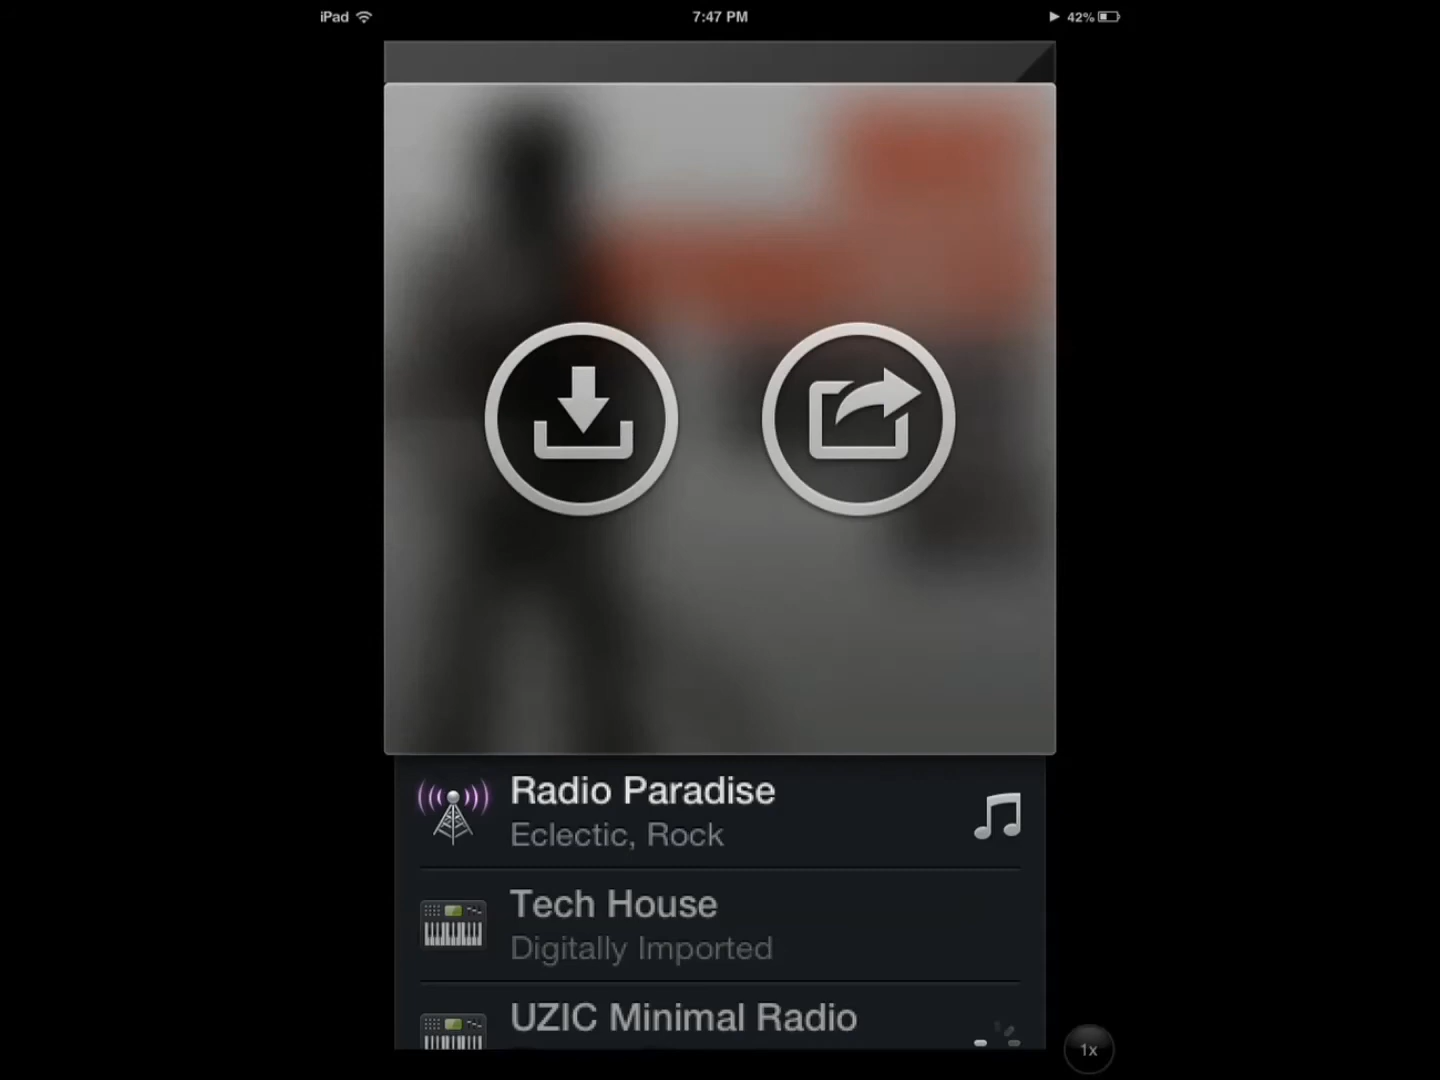 iPad
7:47 PM
42%
Radio Paradise
Eclectic, Rock
Tech House
Digitally Imported
UZIC Minimal Radio
1x